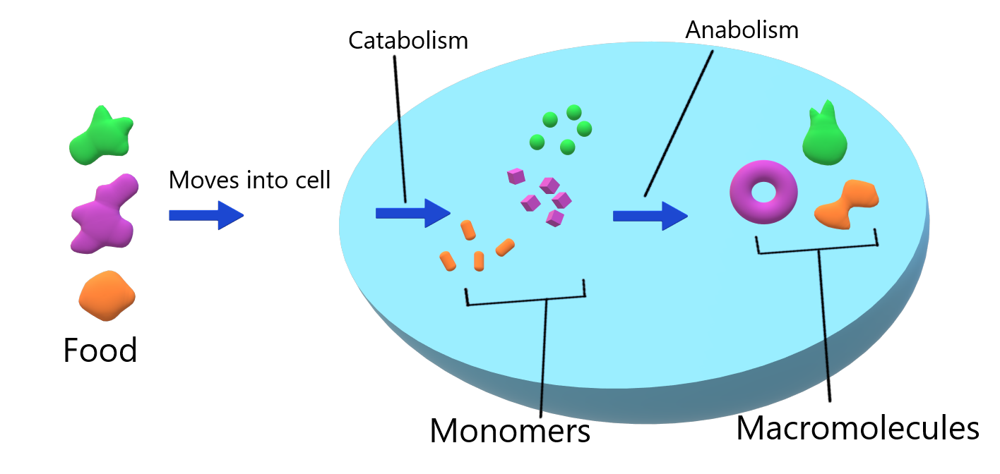 Catabolism
Anabolism
Moves into cell
Food
Monomers
Macromolecules